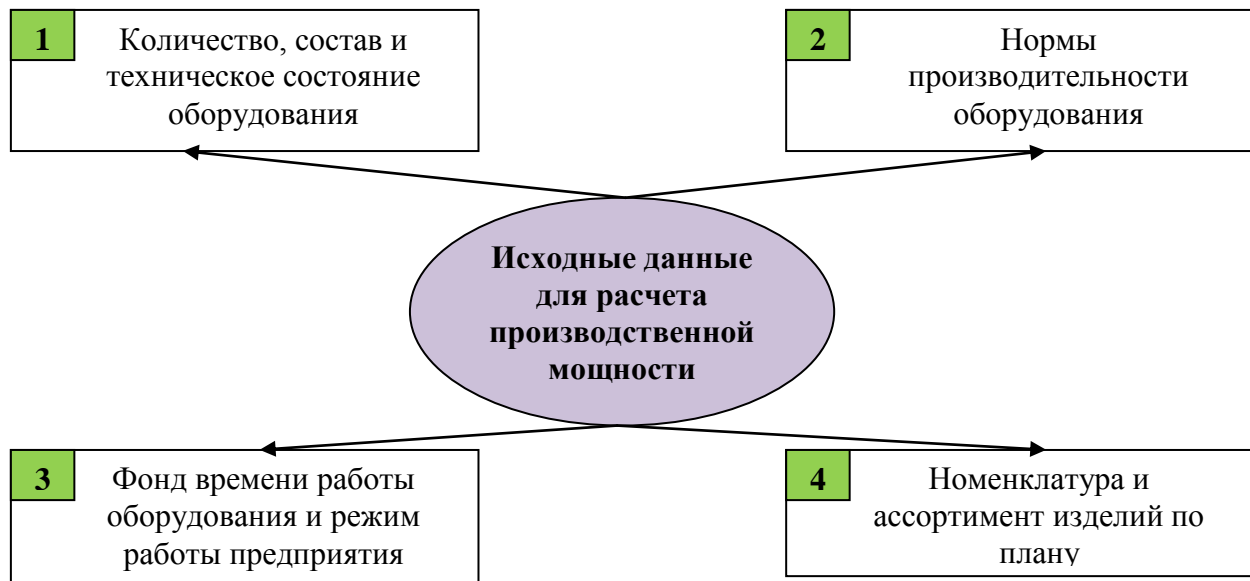 1
Количество, состав и
техническое состояние
оборудования
2
Нормы
производительности
оборудования
Исходные данные
для расчета
производственной
мощности
3
Фонд времени работы
оборудования и режим
работы предприятия
4
Номенклатура и
ассортимент изделий по
плану